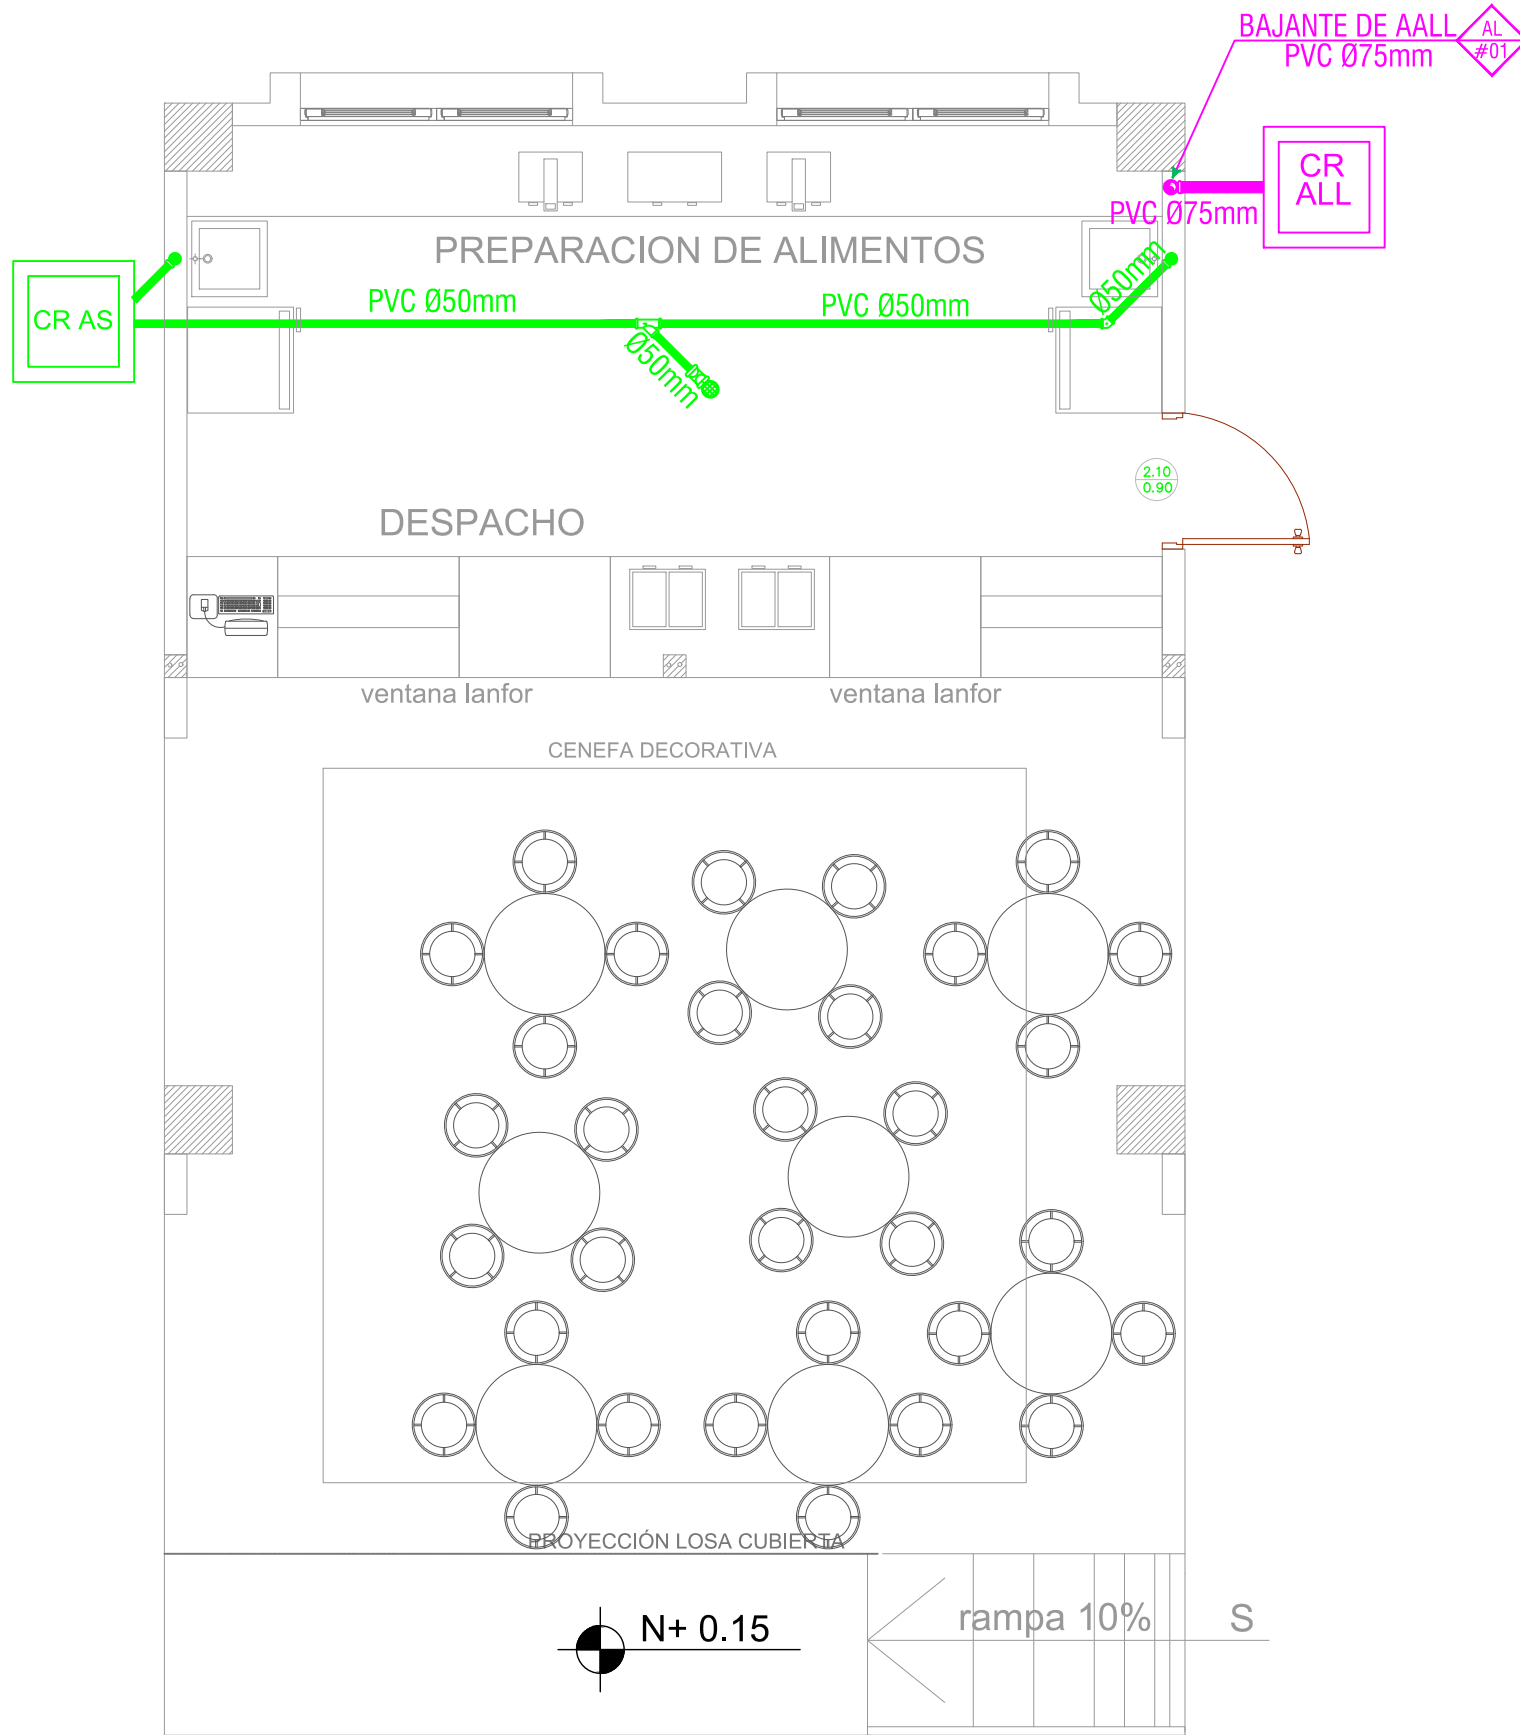 BAJANTE DE AALL
PVC Ø75mm
AL
#01
CR
ALL
PVC Ø75mm
PREPARACION DE ALIMENTOS
Ø50mm
PVC Ø50mm
PVC Ø50mm
CR AS
Ø50mm
2.10
0.90
DESPACHO
ventana lanfor
ventana lanfor
CENEFA DECORATIVA
PROYECCIÓN LOSA CUBIERTA
N+ 0.15
rampa 10%
S